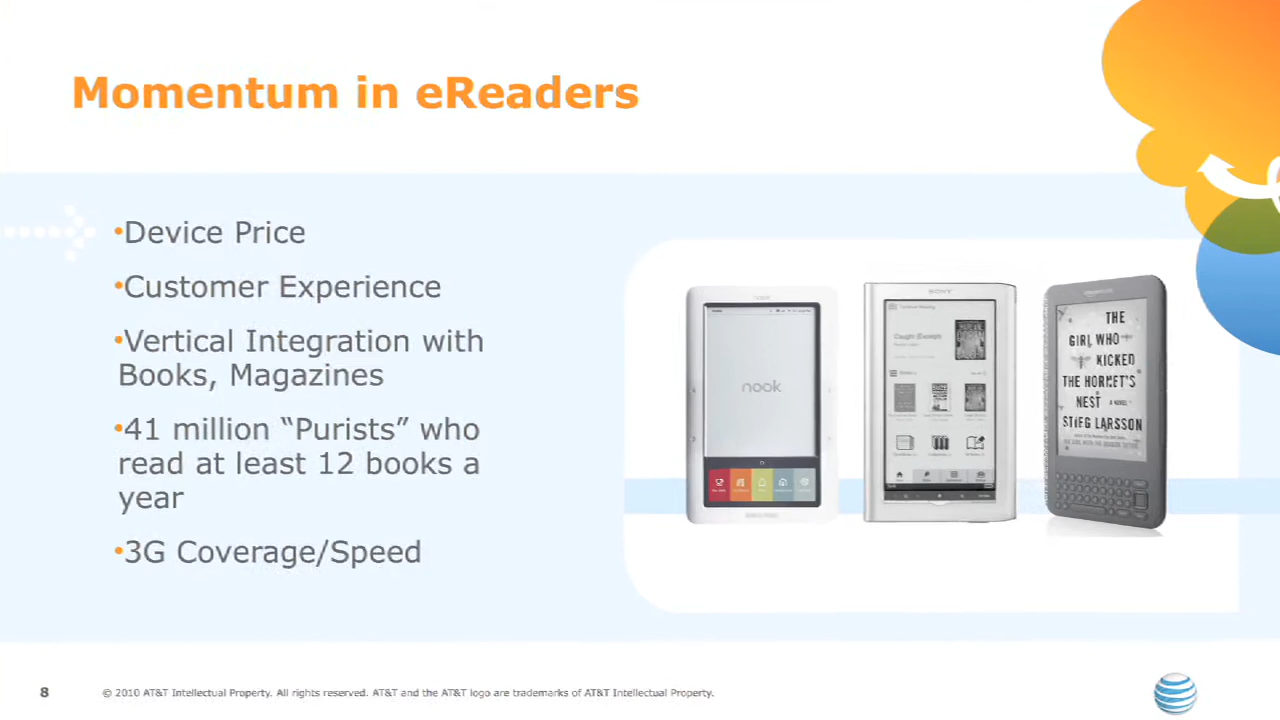 Momentum in eReaders
•Device Price
•Customer Experience
•Vertical Integration with
Books, Magazines
•41 million “Purists” who
read at least 12 books a
year
•3G Coverage/Speed
nook
SONY
THE
GIRL WHO
KICKED
THE HORNET'S
NEST A NOVEL
STIEG LARSSON
8
© 2010 AT&T Intellectual Property. All rights reserved. AT&T and the AT&T logo are trademarks of AT&T Intellectual Property.